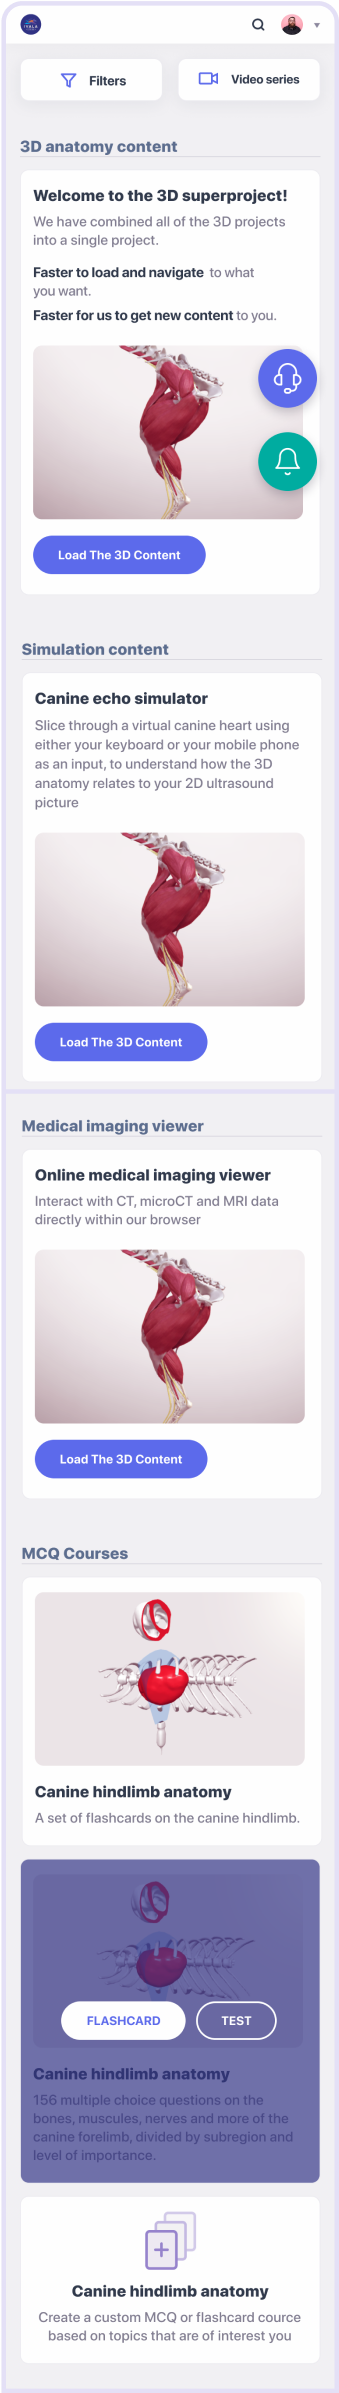 IVALA
Filters
Video series
3D anatomy content
Welcome to the 3D superproject!
We have combined all of the 3D projects
into a single project.
Faster to load and navigate to what
you want.
Faster for us to get new content to you.
Load The 3D Content
Simulation content
Canine echo simulator
Slice through a virtual canine heart using
either your keyboard or your mobile phone
as an input, to understand how the 3D
anatomy relates to your 2D ultrasound
picture
Load The 3D Content
Medical imaging viewer
Online medical imaging viewer
Interact with CT, microCT and MRI data
directly within our browser
Load The 3D Content
MCQ Courses
Canine hindlimb anatomy
A set of flashcards on the canine hindlimb.
FLASHCARD
TEST
Canine hindlimb anatomy
156 multiple choice questions on the
bones, muscles, nerves and more of the
canine forelimb, divided by subregion and
level of importance.
Canine hindlimb anatomy
Create a custom MCQ or flashcard cource
based on topics that are of interest you